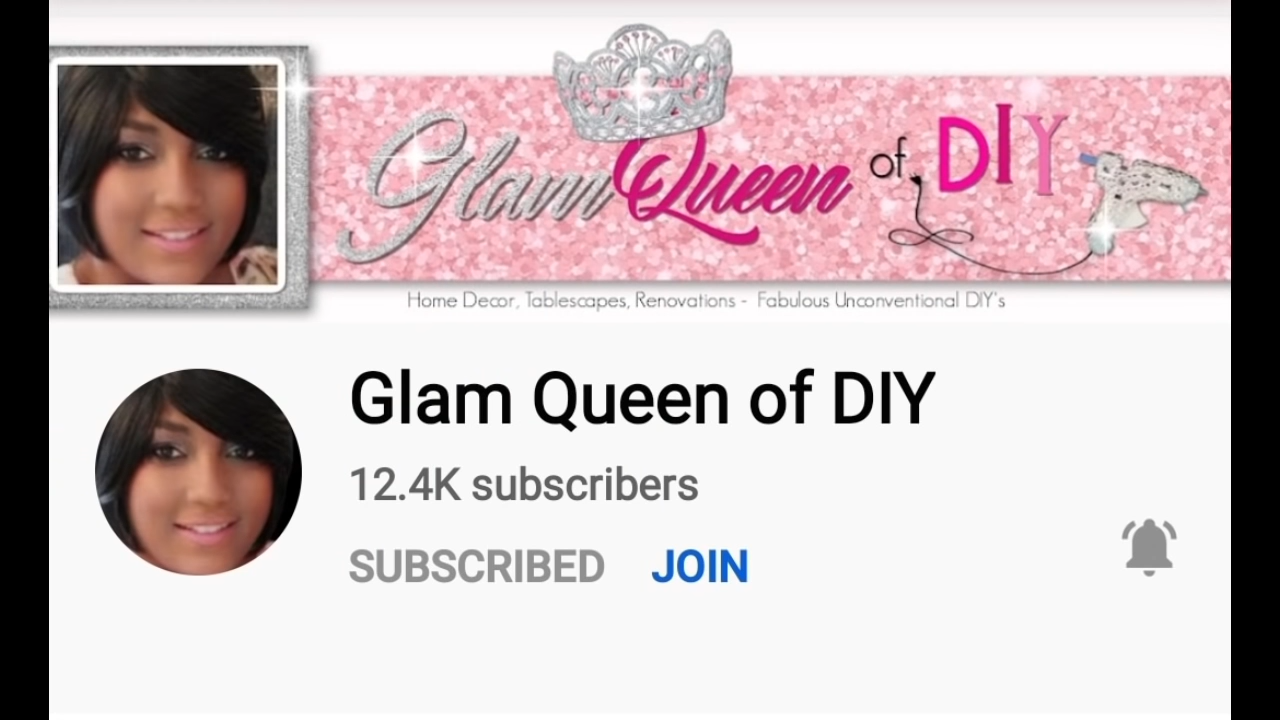 Glam Queen of DIY
Home Decor, Tablescapes, Renovations - Fabulous Unconventional DIY's
Glam Queen of DIY
12.4K subscribers
SUBSCRIBED JOIN